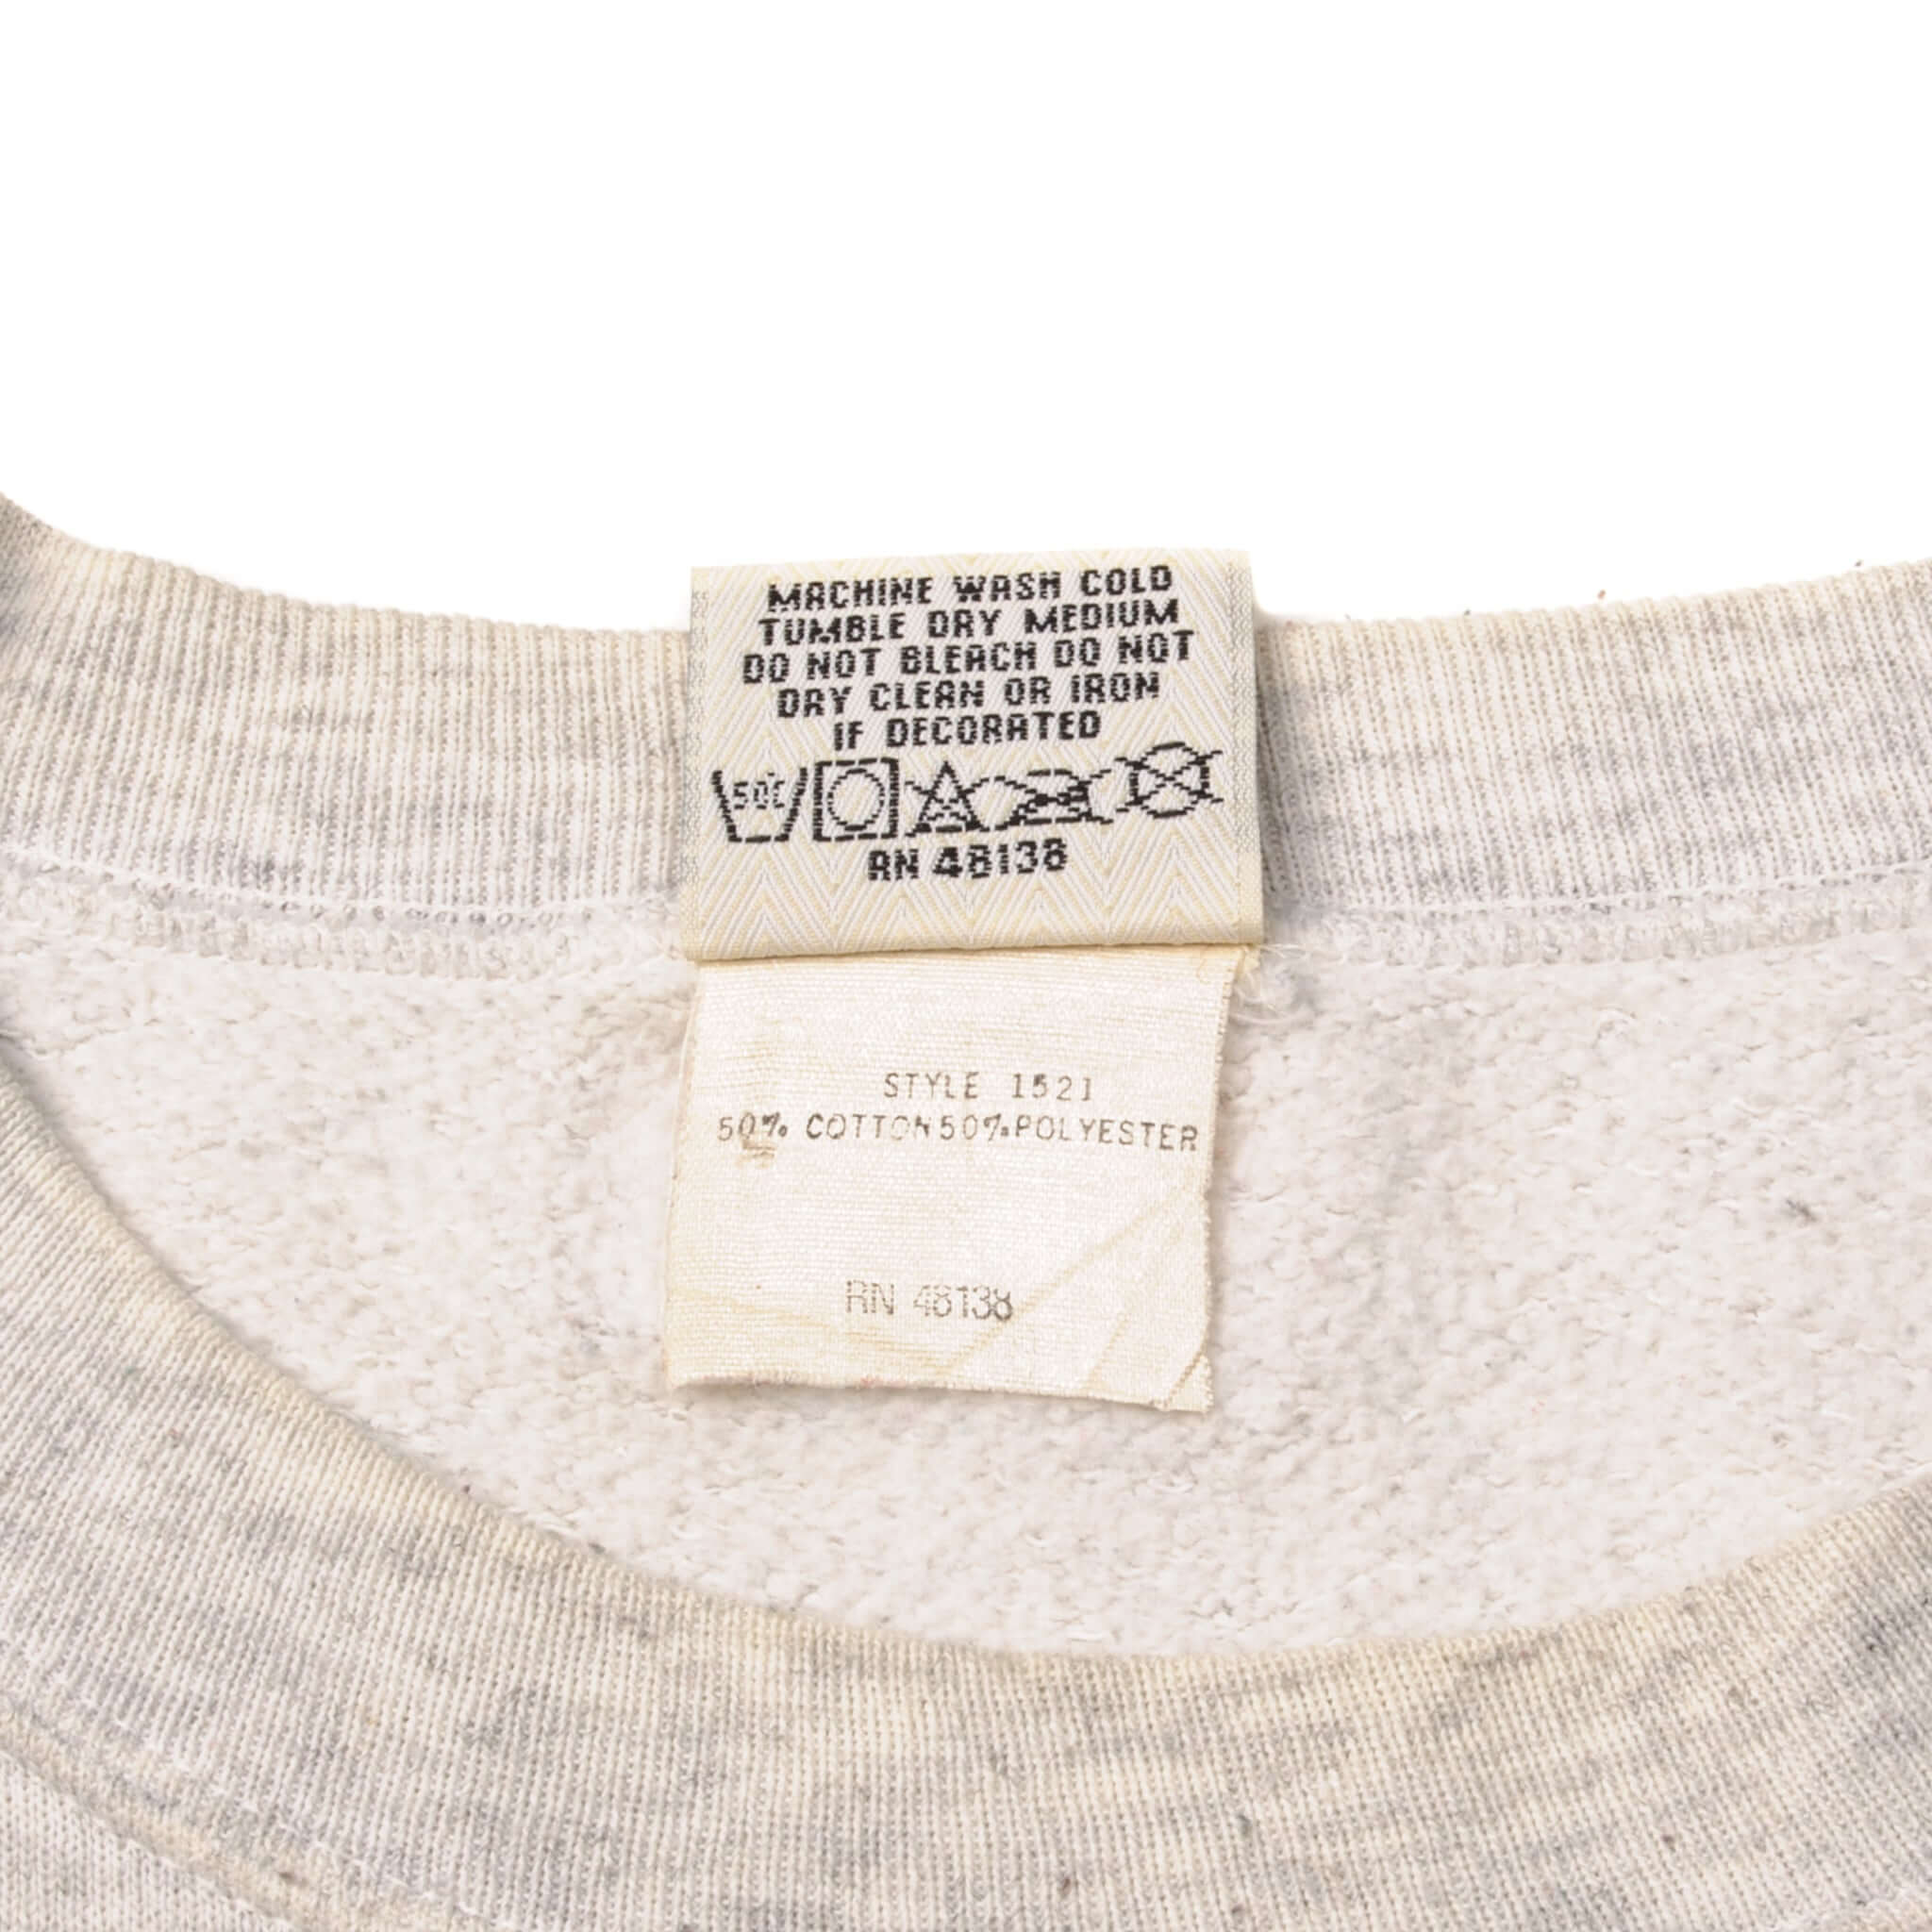 MACHINE WASH COLD
TUMBLE DRY MEDIUM
DO NOT BLEACH DO NOT
DRY CLEAN OR IRON
IF DECORATED
50C
RN 48138
STYLE 1521
50% COTTON 50% POLYESTER
RN 48138